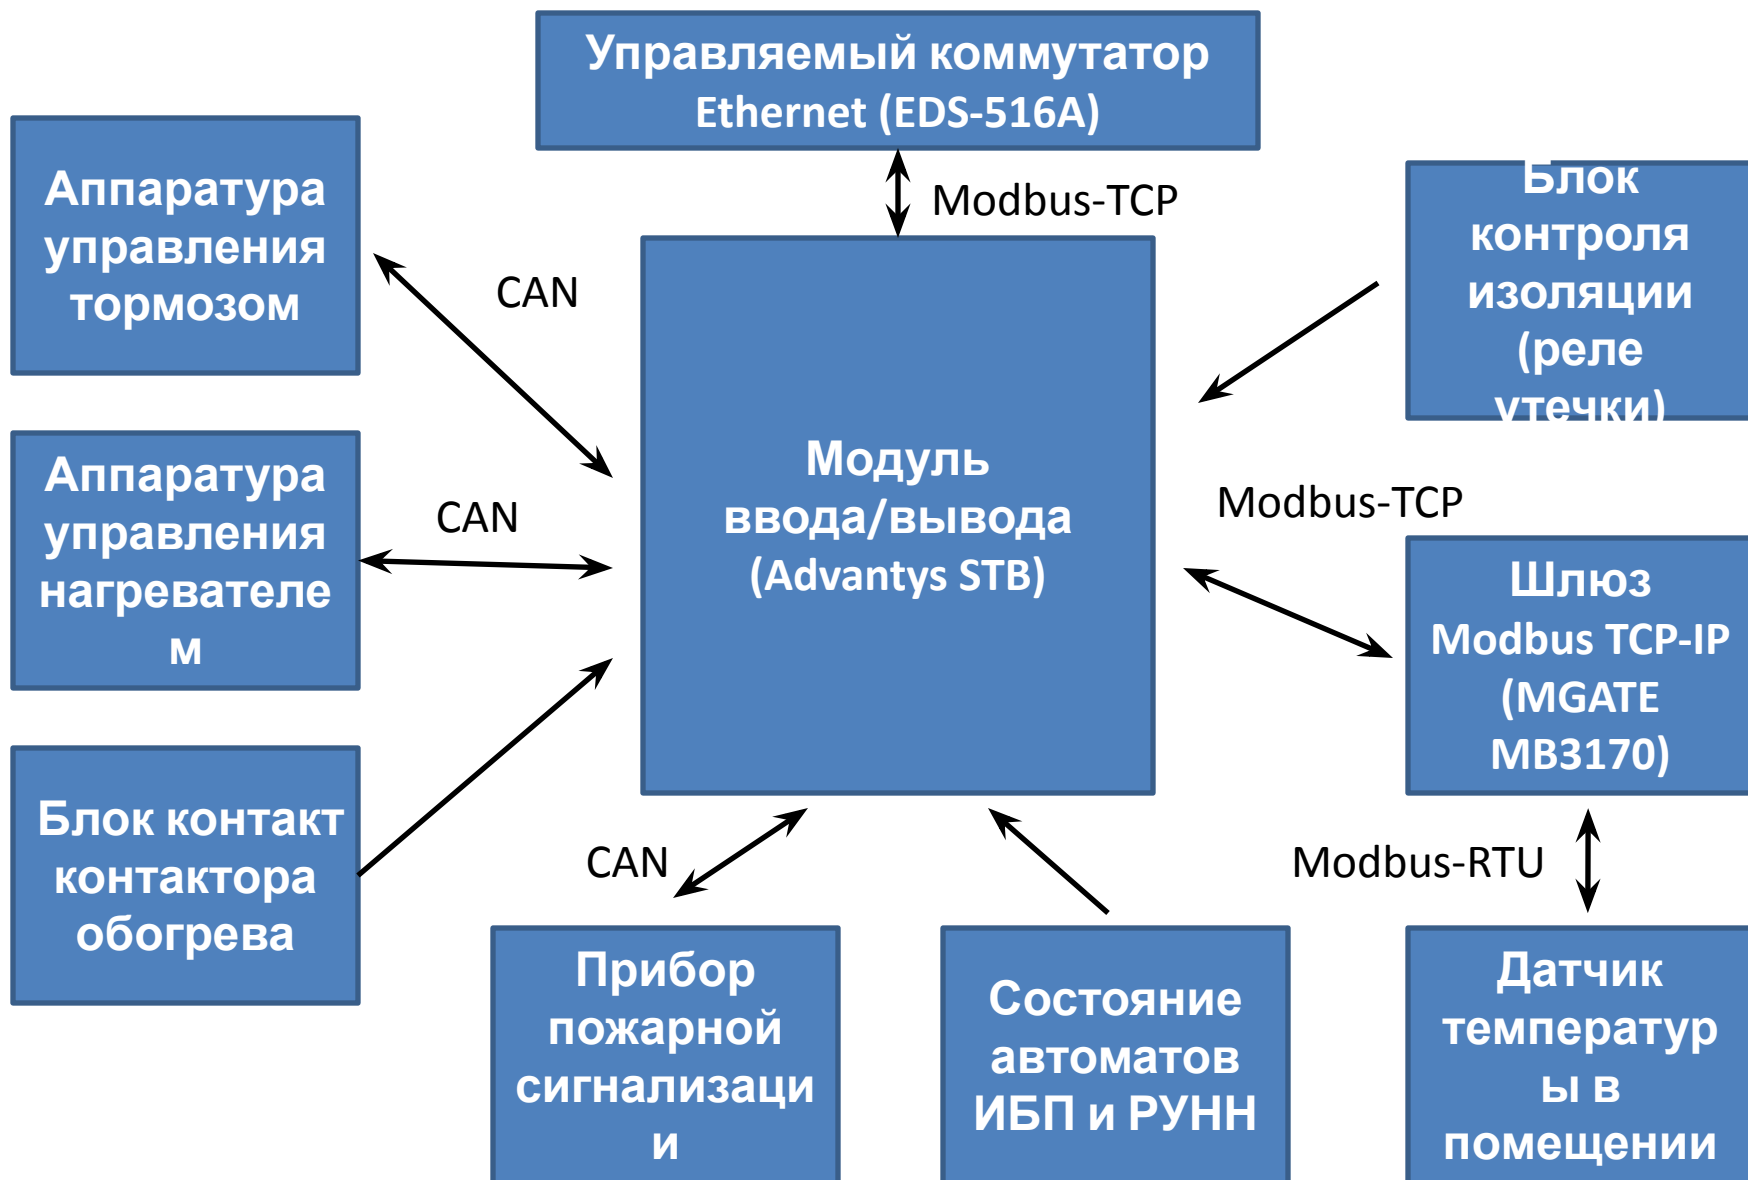 Управляемый коммутатор
Ethernet (EDS-516A)
Modbus-TCP
Аппаратура
управления
тормозом
CAN
Блок
контроля
изоляции
(реле
утечки)
Аппаратура
управления
нагревателе
м
CAN
Модуль
ввода/вывода
(Advantys STB)
Modbus-TCP
Шлюз
Modbus TCP-IP
(MGATE
MB3170)
Блок контакт
контактора
обогрева
CAN
Modbus-RTU
Прибор
пожарной
сигнализаци
и
Состояние
автоматов
ИБП и РУНН
Датчик
температур
ы в
помещении